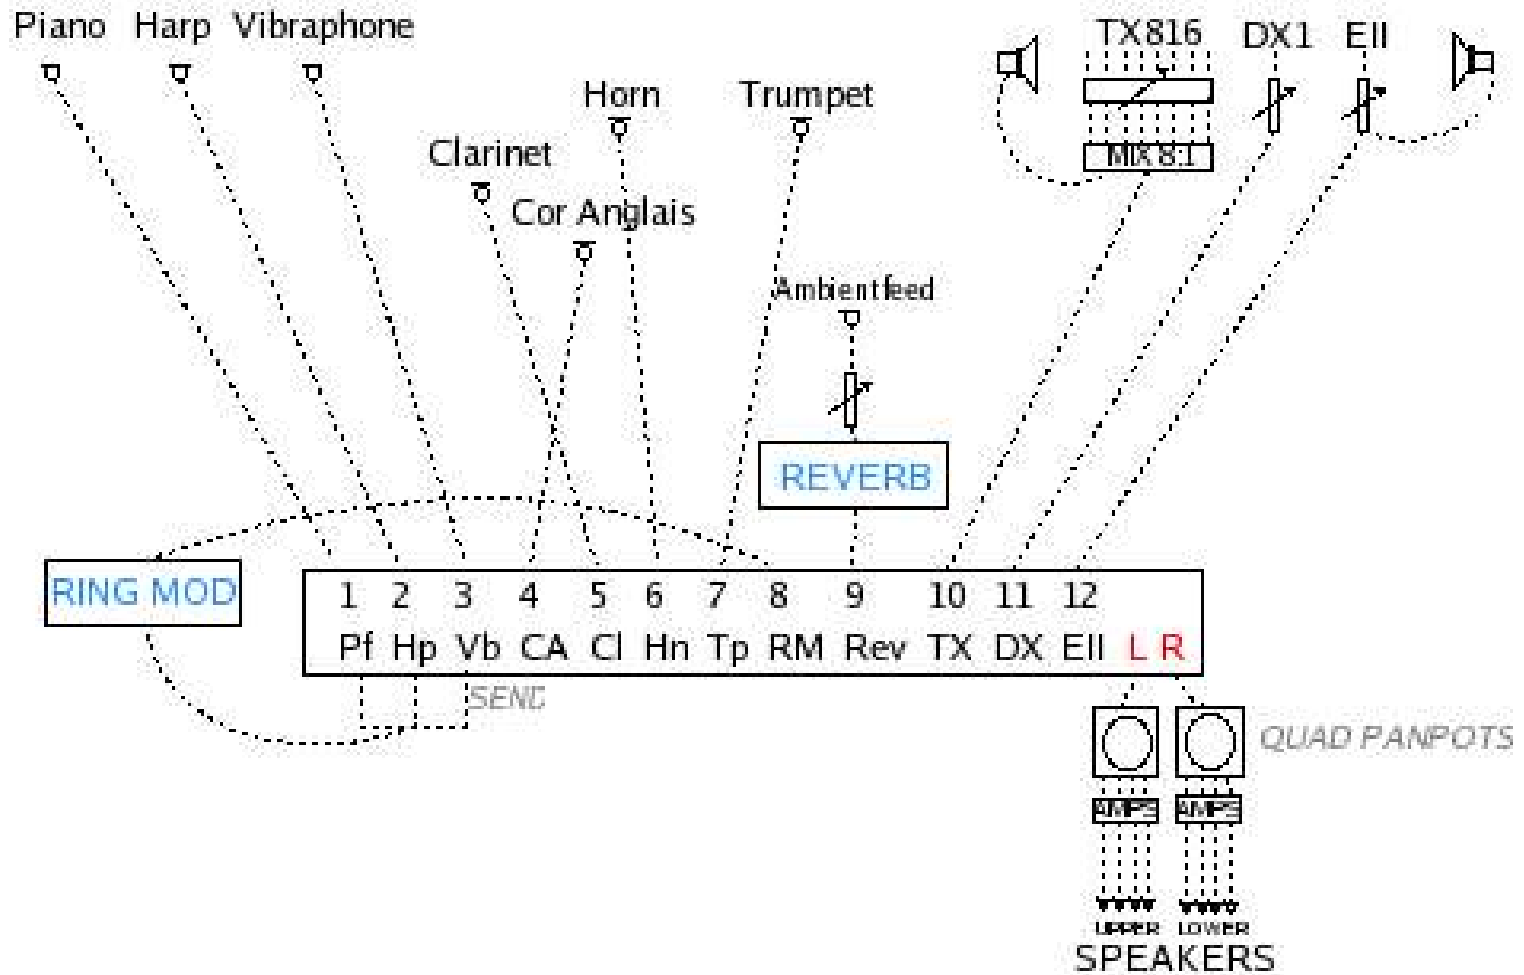 Piano Harp Vibraphone
TX816 DX1 EII
Horn Trumpet
Clarinet
MIX 8:1
Cor Anglais
Ambient feed
REVERB
RING MOD
1 2 3 4 5 6 7 8 9 10 11 12
Pf Hp Vb CA Cl Hn Tp RM Rev TX DX EII L R
SEND
QUAD PANPOTS
AMPS AMPS
UPPER LOWER
SPEAKERS